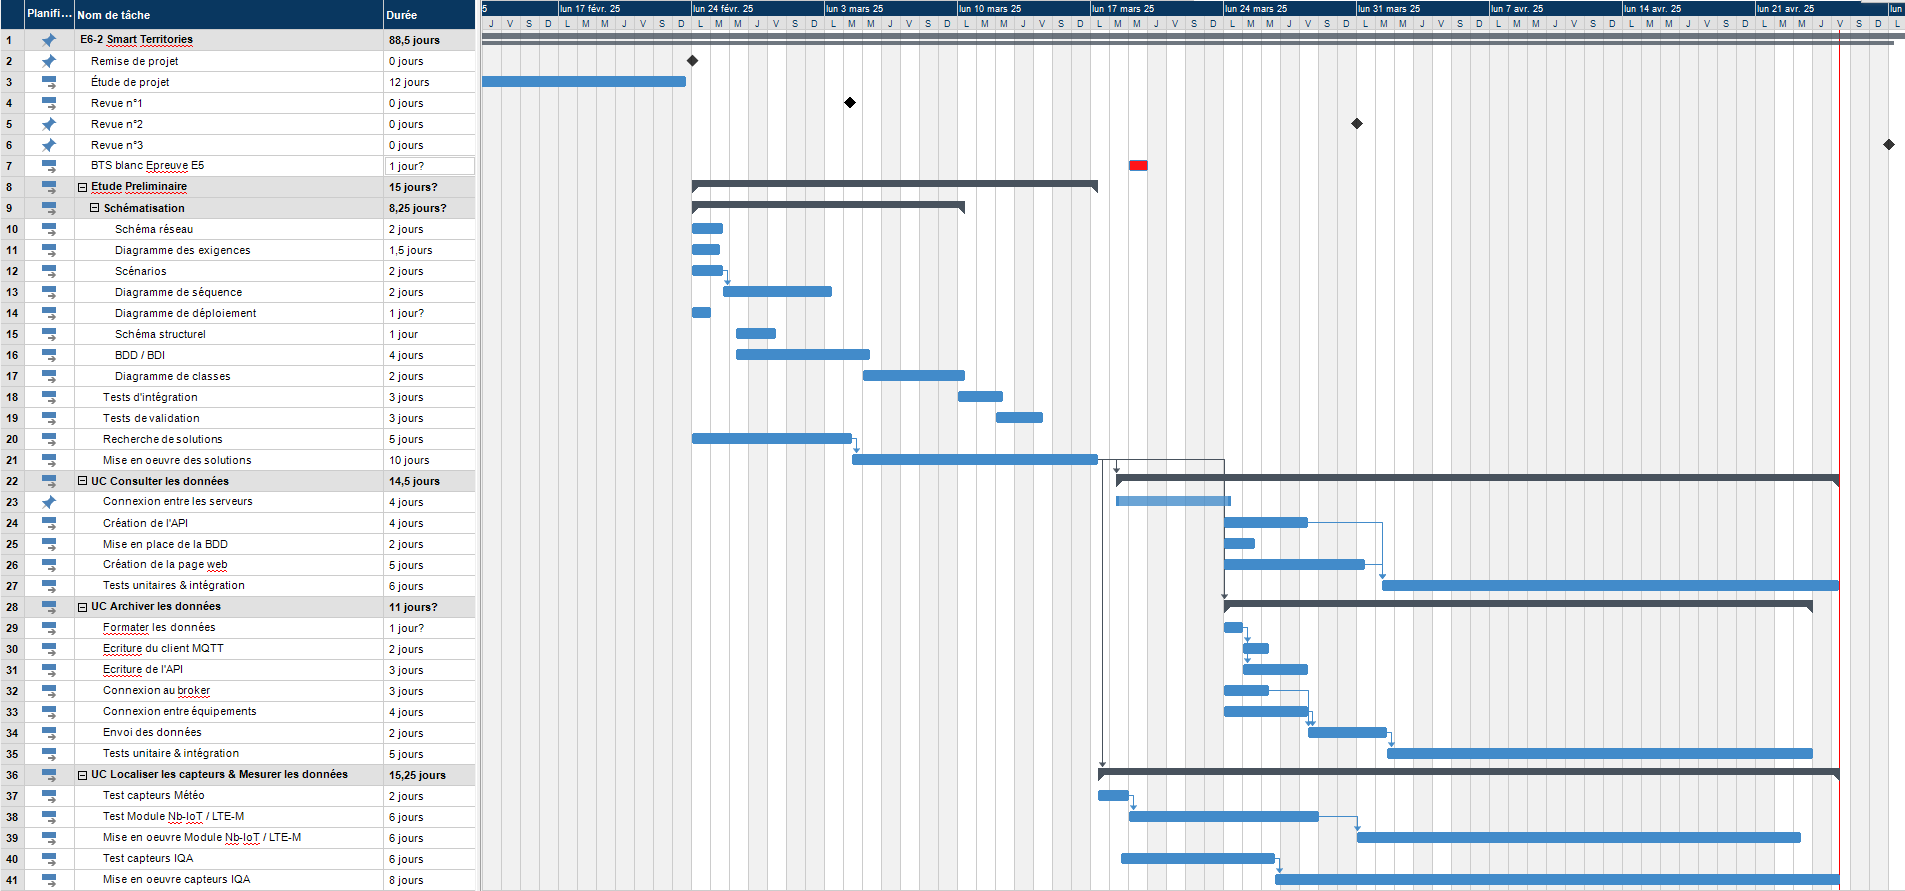 Planifi... Nom de tâche Durée
5 lun 17 févr. 25 lun 24 févr. 25 lun 3 mars 25 lun 10 mars 25 lun 17 mars 25 lun 24 mars 25 lun 31 mars 25 lun 7 avr. 25 lun 14 avr. 25 lun 21 avr. 25 lun
J V S D L M M J V S D L M M J V S D L M M J V S D L M M J V S D L M M J V S D L M M J V S D L M M J V S D L M M J V S D L M M J V S D L M M J V S D L M M J V S D L
1 E6-2 Smart Territories 88,5 jours
2 Remise de projet 0 jours
3 Étude de projet 12 jours
4 Revue n°1 0 jours
5 Revue n°2 0 jours
6 Revue n°3 0 jours
7 BTS blanc Epreuve E5 1 jour?
8 Etude Preliminaire 15 jours?
9 Schématisation 8,25 jours?
10 Schéma réseau 2 jours
11 Diagramme des exigences 1,5 jours
12 Scénarios 2 jours
13 Diagramme de séquence 2 jours
14 Diagramme de déploiement 1 jour?
15 Schéma structurel 1 jour
16 BDD / BDI 4 jours
17 Diagramme de classes 2 jours
18 Tests d'intégration 3 jours
19 Tests de validation 3 jours
20 Recherche de solutions 5 jours
21 Mise en oeuvre des solutions 10 jours
22 UC Consulter les données 14,5 jours
23 Connexion entre les serveurs 4 jours
24 Création de l'API 4 jours
25 Mise en place de la BDD 2 jours
26 Création de la page web 5 jours
27 Tests unitaires & intégration 6 jours
28 UC Archiver les données 11 jours?
29 Formater les données 1 jour?
30 Ecriture du client MQTT 2 jours
31 Ecriture de l'API 3 jours
32 Connexion au broker 3 jours
33 Connexion entre équipements 4 jours
34 Envoi des données 2 jours
35 Tests unitaire & intégration 5 jours
36 UC Localiser les capteurs & Mesurer les données 15,25 jours
37 Test capteurs Météo 2 jours
38 Test Module Nb-IoT / LTE-M 6 jours
39 Mise en oeuvre Module Nb-IoT / LTE-M 6 jours
40 Test capteurs IQA 6 jours
41 Mise en oeuvre capteurs IQA 8 jours